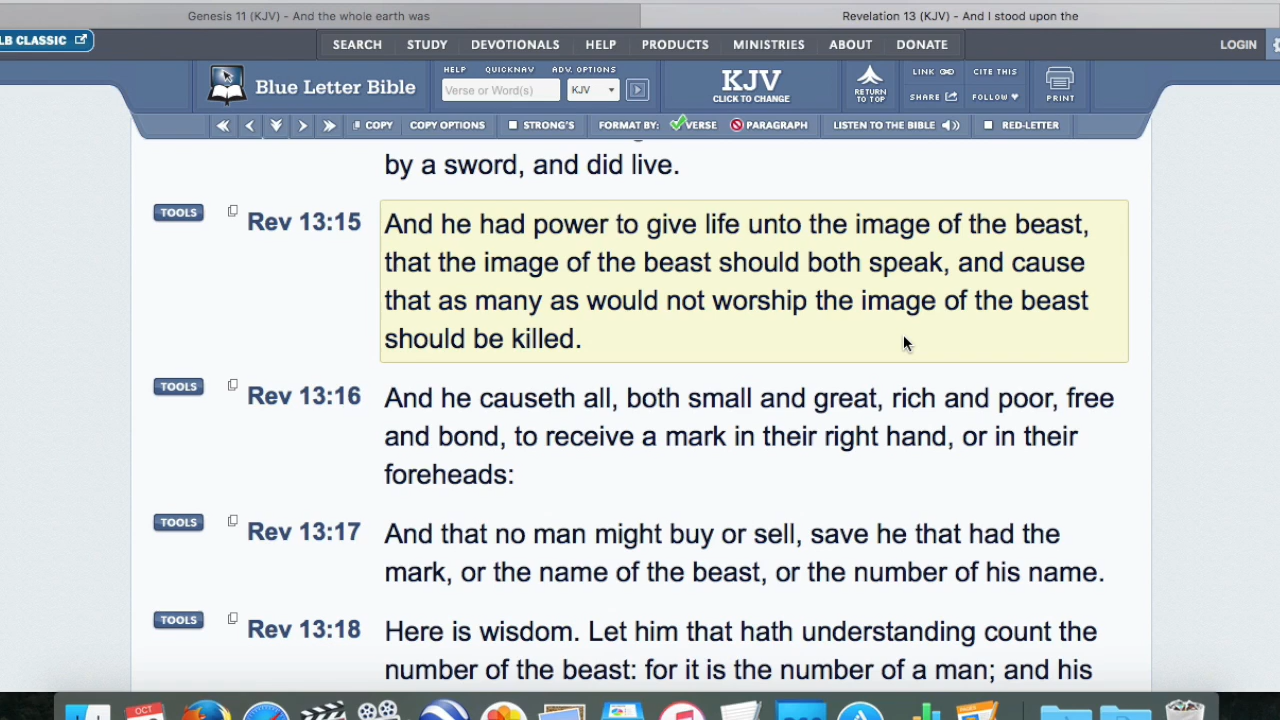 Genesis 11 (KJV) - And the whole earth was
Revelation 13 (KJV) - And I stood upon the
LB CLASSIC
SEARCH STUDY DEVOTIONALS HELP PRODUCTS MINISTRIES ABOUT DONATE LOGIN
Blue Letter Bible
HELP QUICKNAV ADV. OPTIONS
Verse or Word(s) KJV
KJV
CLICK TO CHANGE
RETURN
TO TOP
LINK CITE THIS
SHARE FOLLOW
PRINT
COPY COPY OPTIONS STRONG'S FORMAT BY: VERSE PARAGRAPH LISTEN TO THE BIBLE RED-LETTER
by a sword, and did live.
TOOLS Rev 13:15 And he had power to give life unto the image of the beast,
that the image of the beast should both speak, and cause
that as many as would not worship the image of the beast
should be killed.
TOOLS Rev 13:16 And he causeth all, both small and great, rich and poor, free
and bond, to receive a mark in their right hand, or in their
foreheads:
TOOLS Rev 13:17 And that no man might buy or sell, save he that had the
mark, or the name of the beast, or the number of his name.
TOOLS Rev 13:18 Here is wisdom. Let him that hath understanding count the
number of the beast: for it is the number of a man; and his
OCT